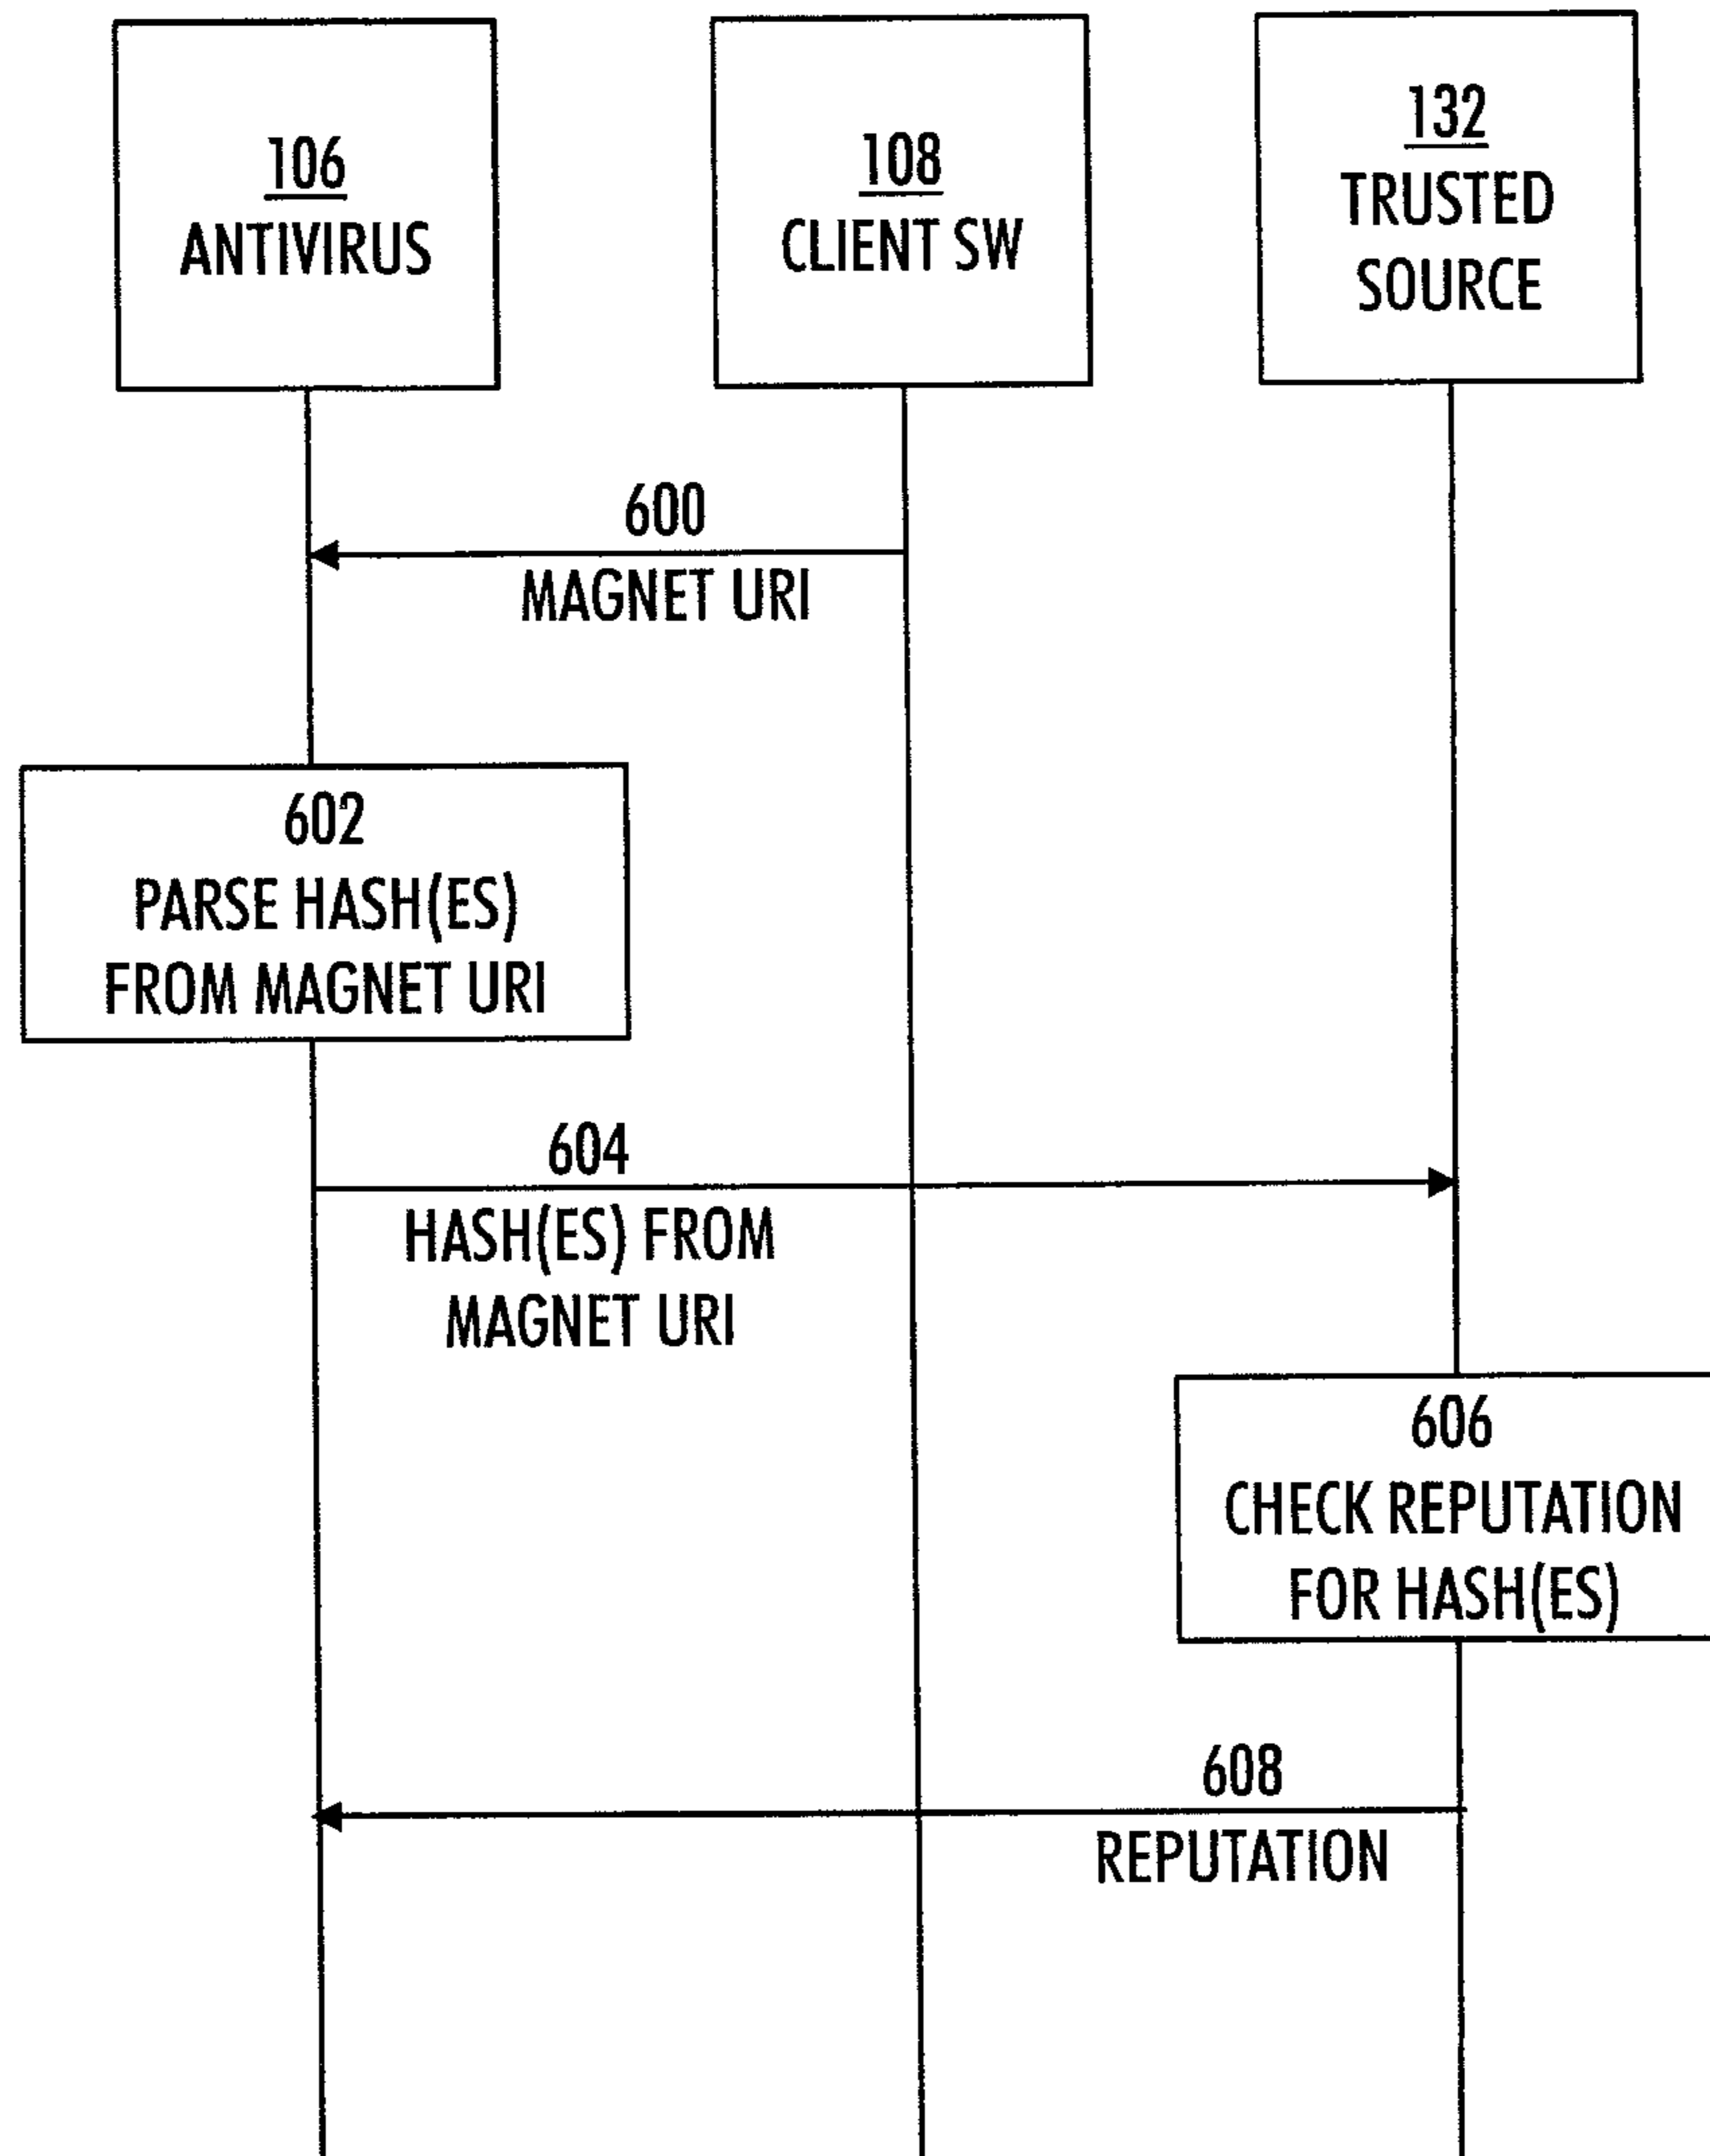 106
ANTIVIRUS
108
CLIENT SW
132
TRUSTED
SOURCE
600
MAGNET URI
602
PARSE HASH(ES)
FROM MAGNET URI
604
HASH(ES) FROM
MAGNET URI
606
CHECK REPUTATION
FOR HASH(ES)
608
REPUTATION